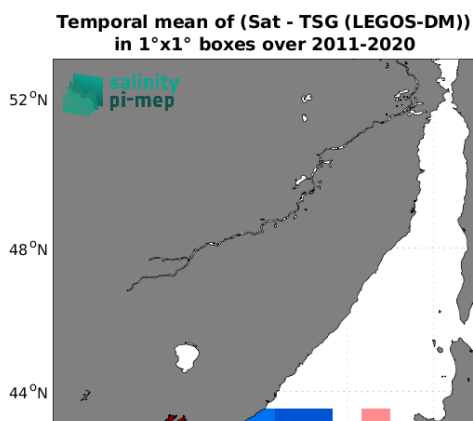 Temporal mean of (Sat - TSG (LEGOS-DM))
in 1°x1° boxes over 2011-2020
salinity
pi-mep
52°N
48°N
44°N